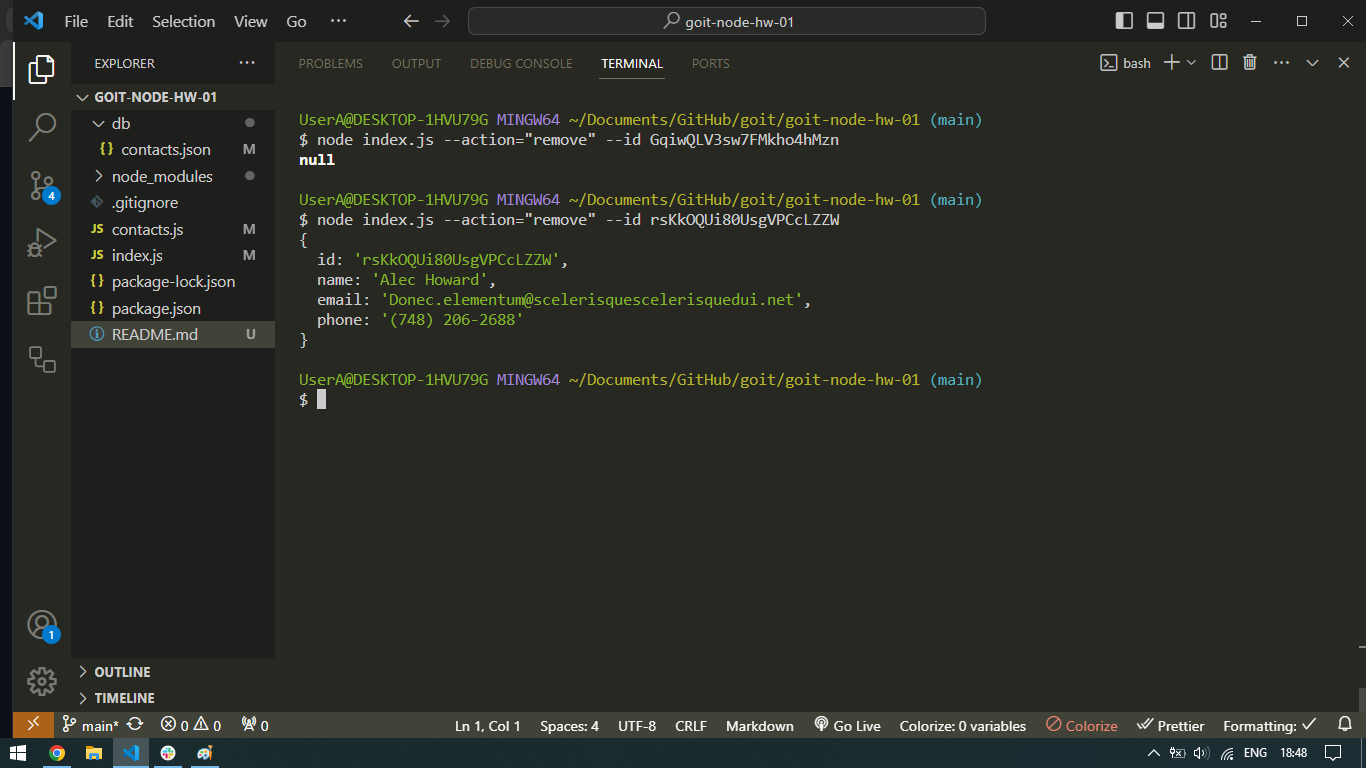 File Edit Selection View Go ··· goit-node-hw-01
EXPLORER ···
GOIT-NODE-HW-01
db
{} contacts.json M
node_modules
.gitignore
JS contacts.js M
JS index.js M
{} package-lock.json
{} package.json
README.md U
4
1
OUTLINE
TIMELINE
PROBLEMS OUTPUT DEBUG CONSOLE TERMINAL PORTS bash
UserA@DESKTOP-1HVU79G MINGW64 ~/Documents/GitHub/goit/goit-node-hw-01 (main)
$ node index.js --action="remove" --id GqiwQLV3sw7FMkho4hMzn
null
UserA@DESKTOP-1HVU79G MINGW64 ~/Documents/GitHub/goit/goit-node-hw-01 (main)
$ node index.js --action="remove" --id rsKkOQUi80UsgVPCcLZZW
{
id: 'rsKkOQUi80UsgVPCcLZZW',
name: 'Alec Howard',
email: 'Donec.elementum@scelerisquescelerisquedui.net',
phone: '(748) 206-2688'
}
UserA@DESKTOP-1HVU79G MINGW64 ~/Documents/GitHub/goit/goit-node-hw-01 (main)
$
main* 0 0 0 Ln 1, Col 1 Spaces: 4 UTF-8 CRLF Markdown Go Live Colorize: 0 variables Colorize Prettier Formatting: ✓
ENG 18:48